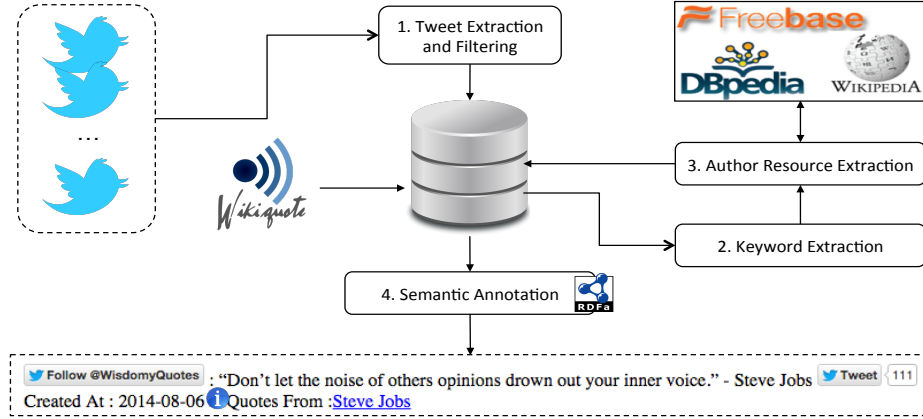 1. Tweet Extraction
and Filtering
Freebase
DBpedia
WIKIPEDIA
...
3. Author Resource Extraction
Wikiquote
2. Keyword Extraction
4. Semantic Annotation
RDFa
Follow @WisdomyQuotes : “Don’t let the noise of others opinions drown out your inner voice.” - Steve Jobs Tweet 111
Created At : 2014-08-06 i Quotes From :Steve Jobs